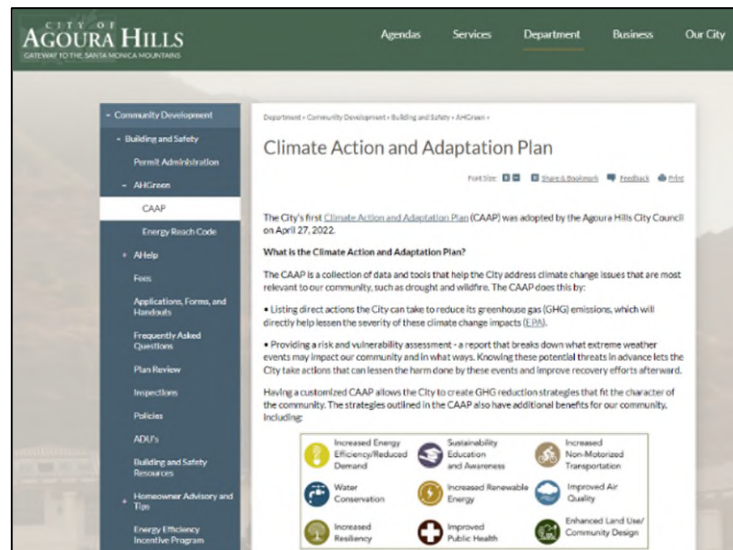 CITY OF
AGOURA HILLS
GATEWAY TO THE SANTA MONICA MOUNTAINS
Agendas Services Department Business Our City
- Community Development
- Building and Safety
Permit Administration
- AHGreen
CAAP
Energy Reach Code
+ AHelp
Fees
Applications, Forms, and
Handouts
Frequently Asked
Questions
Plan Review
Inspections
Policies
ADU's
Building and Safety
Resources
+ Homeowner Advisory and
Tips
Energy Efficiency
Incentive Program
Department » Community Development » Building and Safety » AHGreen »
Climate Action and Adaptation Plan
Font Size: + - + Share & Bookmark Feedback Print
The City's first Climate Action and Adaptation Plan (CAAP) was adopted by the Agoura Hills City Council
on April 27, 2022.
What is the Climate Action and Adaptation Plan?
The CAAP is a collection of data and tools that help the City address climate change issues that are most
relevant to our community, such as drought and wildfire. The CAAP does this by:
• Listing direct actions the City can take to reduce its greenhouse gas (GHG) emissions, which will
directly help lessen the severity of these climate change impacts (EPA).
• Providing a risk and vulnerability assessment - a report that breaks down what extreme weather
events may impact our community and in what ways. Knowing these potential threats in advance lets the
City take actions that can lessen the harm done by these events and improve recovery efforts afterward.
Having a customized CAAP allows the City to create GHG reduction strategies that fit the character of
the community. The strategies outlined in the CAAP also have additional benefits for our community,
including:
Increased Energy
Efficiency/Reduced
Demand
Sustainability
Education
and Awareness
Increased
Non-Motorized
Transportation
Water
Conservation
Increased Renewable
Energy
Improved Air
Quality
Increased
Resiliency
Improved
Public Health
Enhanced Land Use/
Community Design